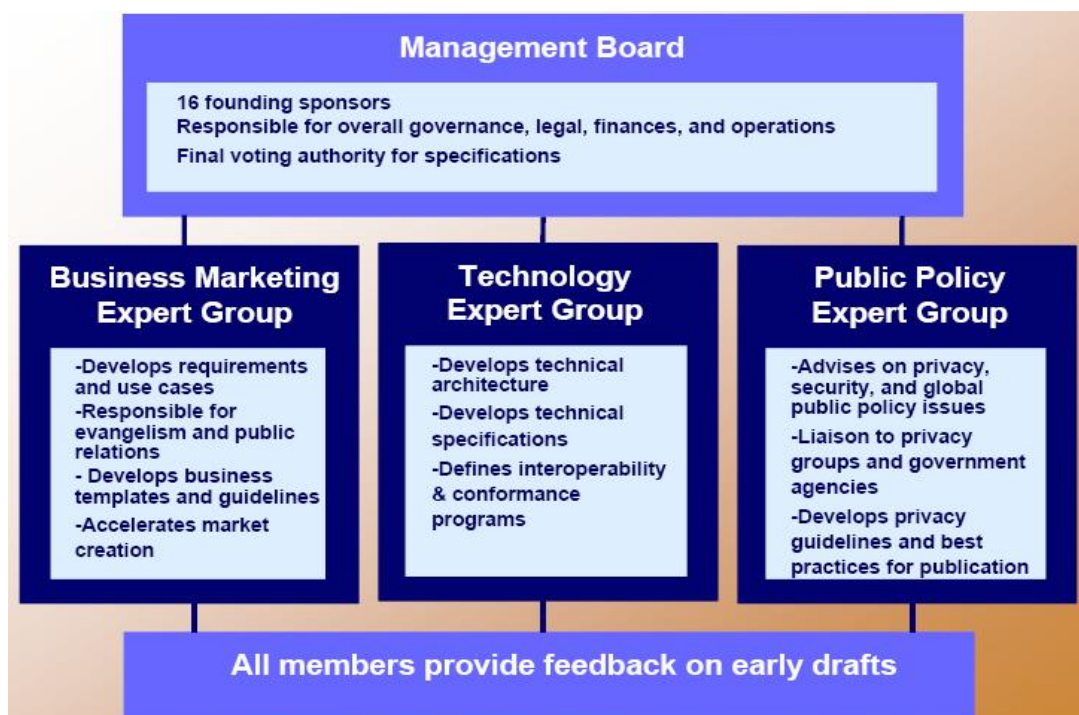 Management Board
16 founding sponsors
Responsible for overall governance, legal, finances, and operations
Final voting authority for specifications
Business Marketing
Expert Group
-Develops requirements
and use cases
-Responsible for
evangelism and public
relations
- Develops business
templates and guidelines
-Accelerates market
creation
Technology
Expert Group
-Develops technical
architecture
-Develops technical
specifications
-Defines interoperability
& conformance
programs
Public Policy
Expert Group
-Advises on privacy,
security, and global
public policy issues
-Liaison to privacy
groups and government
agencies
-Develops privacy
guidelines and best
practices for publication
All members provide feedback on early drafts